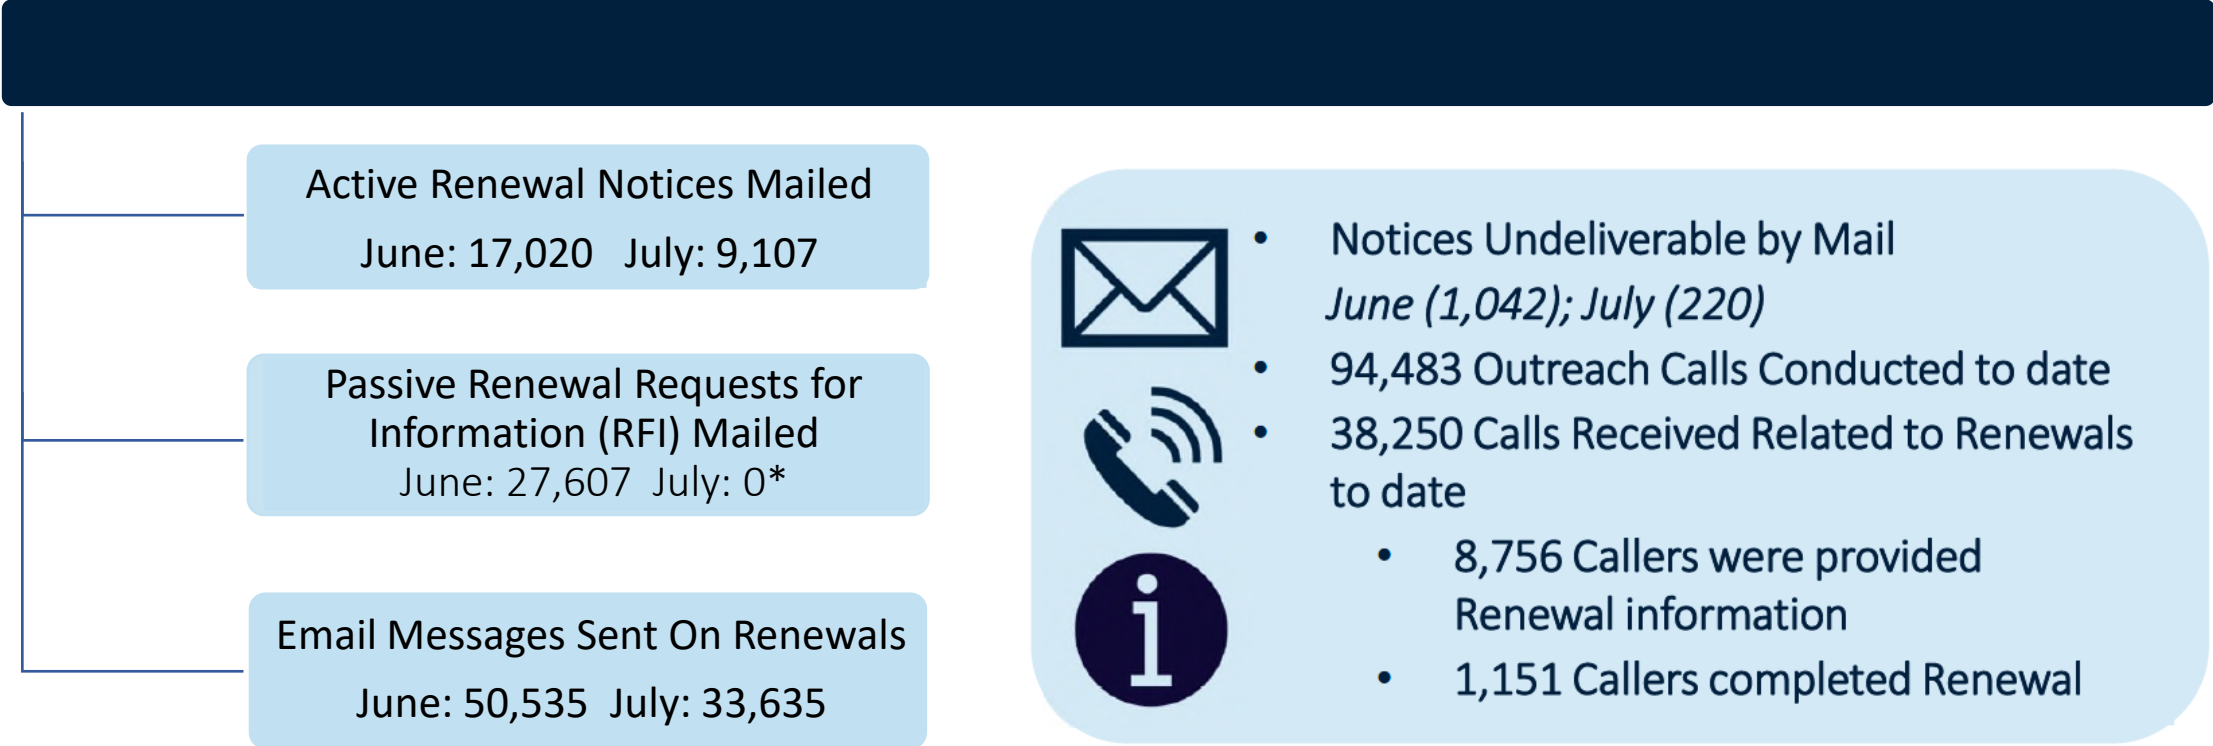 Active Renewal Notices Mailed
June: 17,020 July: 9,107
Passive Renewal Requests for
Information (RFI) Mailed
June: 27,607 July: 0*
Email Messages Sent On Renewals
June: 50,535 July: 33,635
• Notices Undeliverable by Mail
June (1,042); July (220)
• 94,483 Outreach Calls Conducted to date
• 38,250 Calls Received Related to Renewals
to date
• 8,756 Callers were provided
Renewal information
• 1,151 Callers completed Renewal